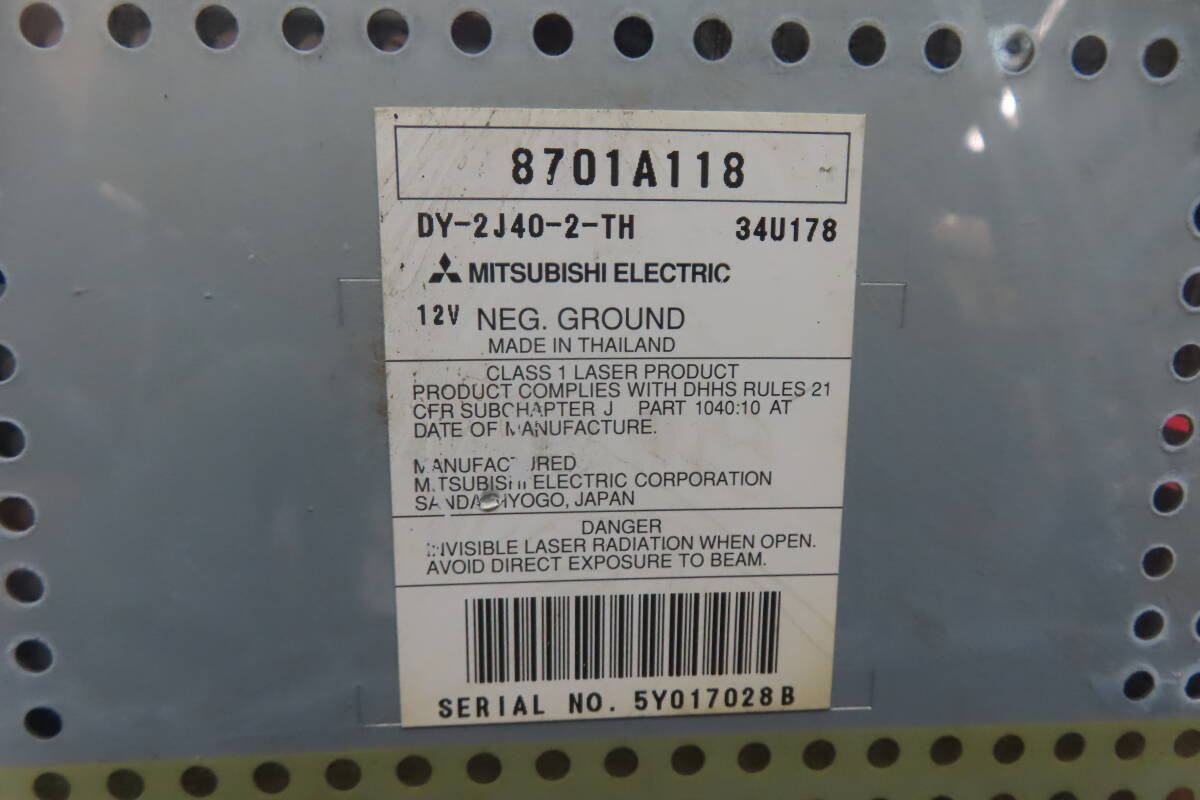 8701A118
DY-2J40-2-TH 34U178
MITSUBISHI ELECTRIC
12V NEG. GROUND
MADE IN THAILAND
CLASS 1 LASER PRODUCT
PRODUCT COMPLIES WITH DHHS RULES 21
CFR SUBCHAPTER J PART 1040:10 AT
DATE OF MANUFACTURE.
MANUFACTURED
MITSUBISHI ELECTRIC CORPORATION
SANDA HYOGO, JAPAN
DANGER
INVISIBLE LASER RADIATION WHEN OPEN.
AVOID DIRECT EXPOSURE TO BEAM.
SERIAL NO. 5Y017028B